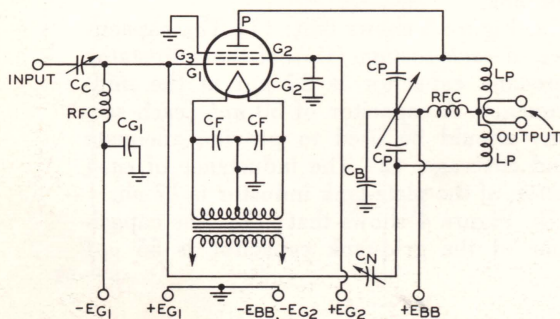 P
G3
G2
G1
INPUT
CC
RFC
CG1
CF
CF
CG2
CP
LP
RFC
OUTPUT
CP
LP
CB
CN
-EG1
+EG1
-EBB,-EG2
+EG2
+EBB